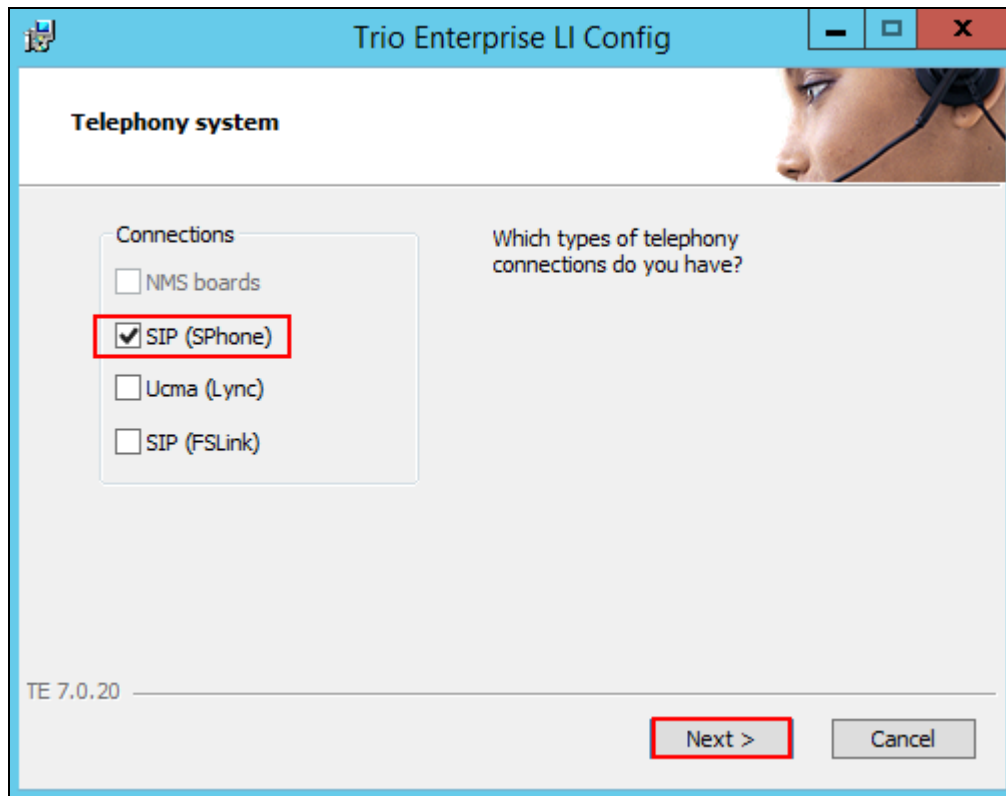 Trio Enterprise LI Config
Telephony system
Connections
NMS boards
SIP (SPhone)
Ucma (Lync)
SIP (FSLink)
Which types of telephony
connections do you have?
TE 7.0.20
Next >
Cancel